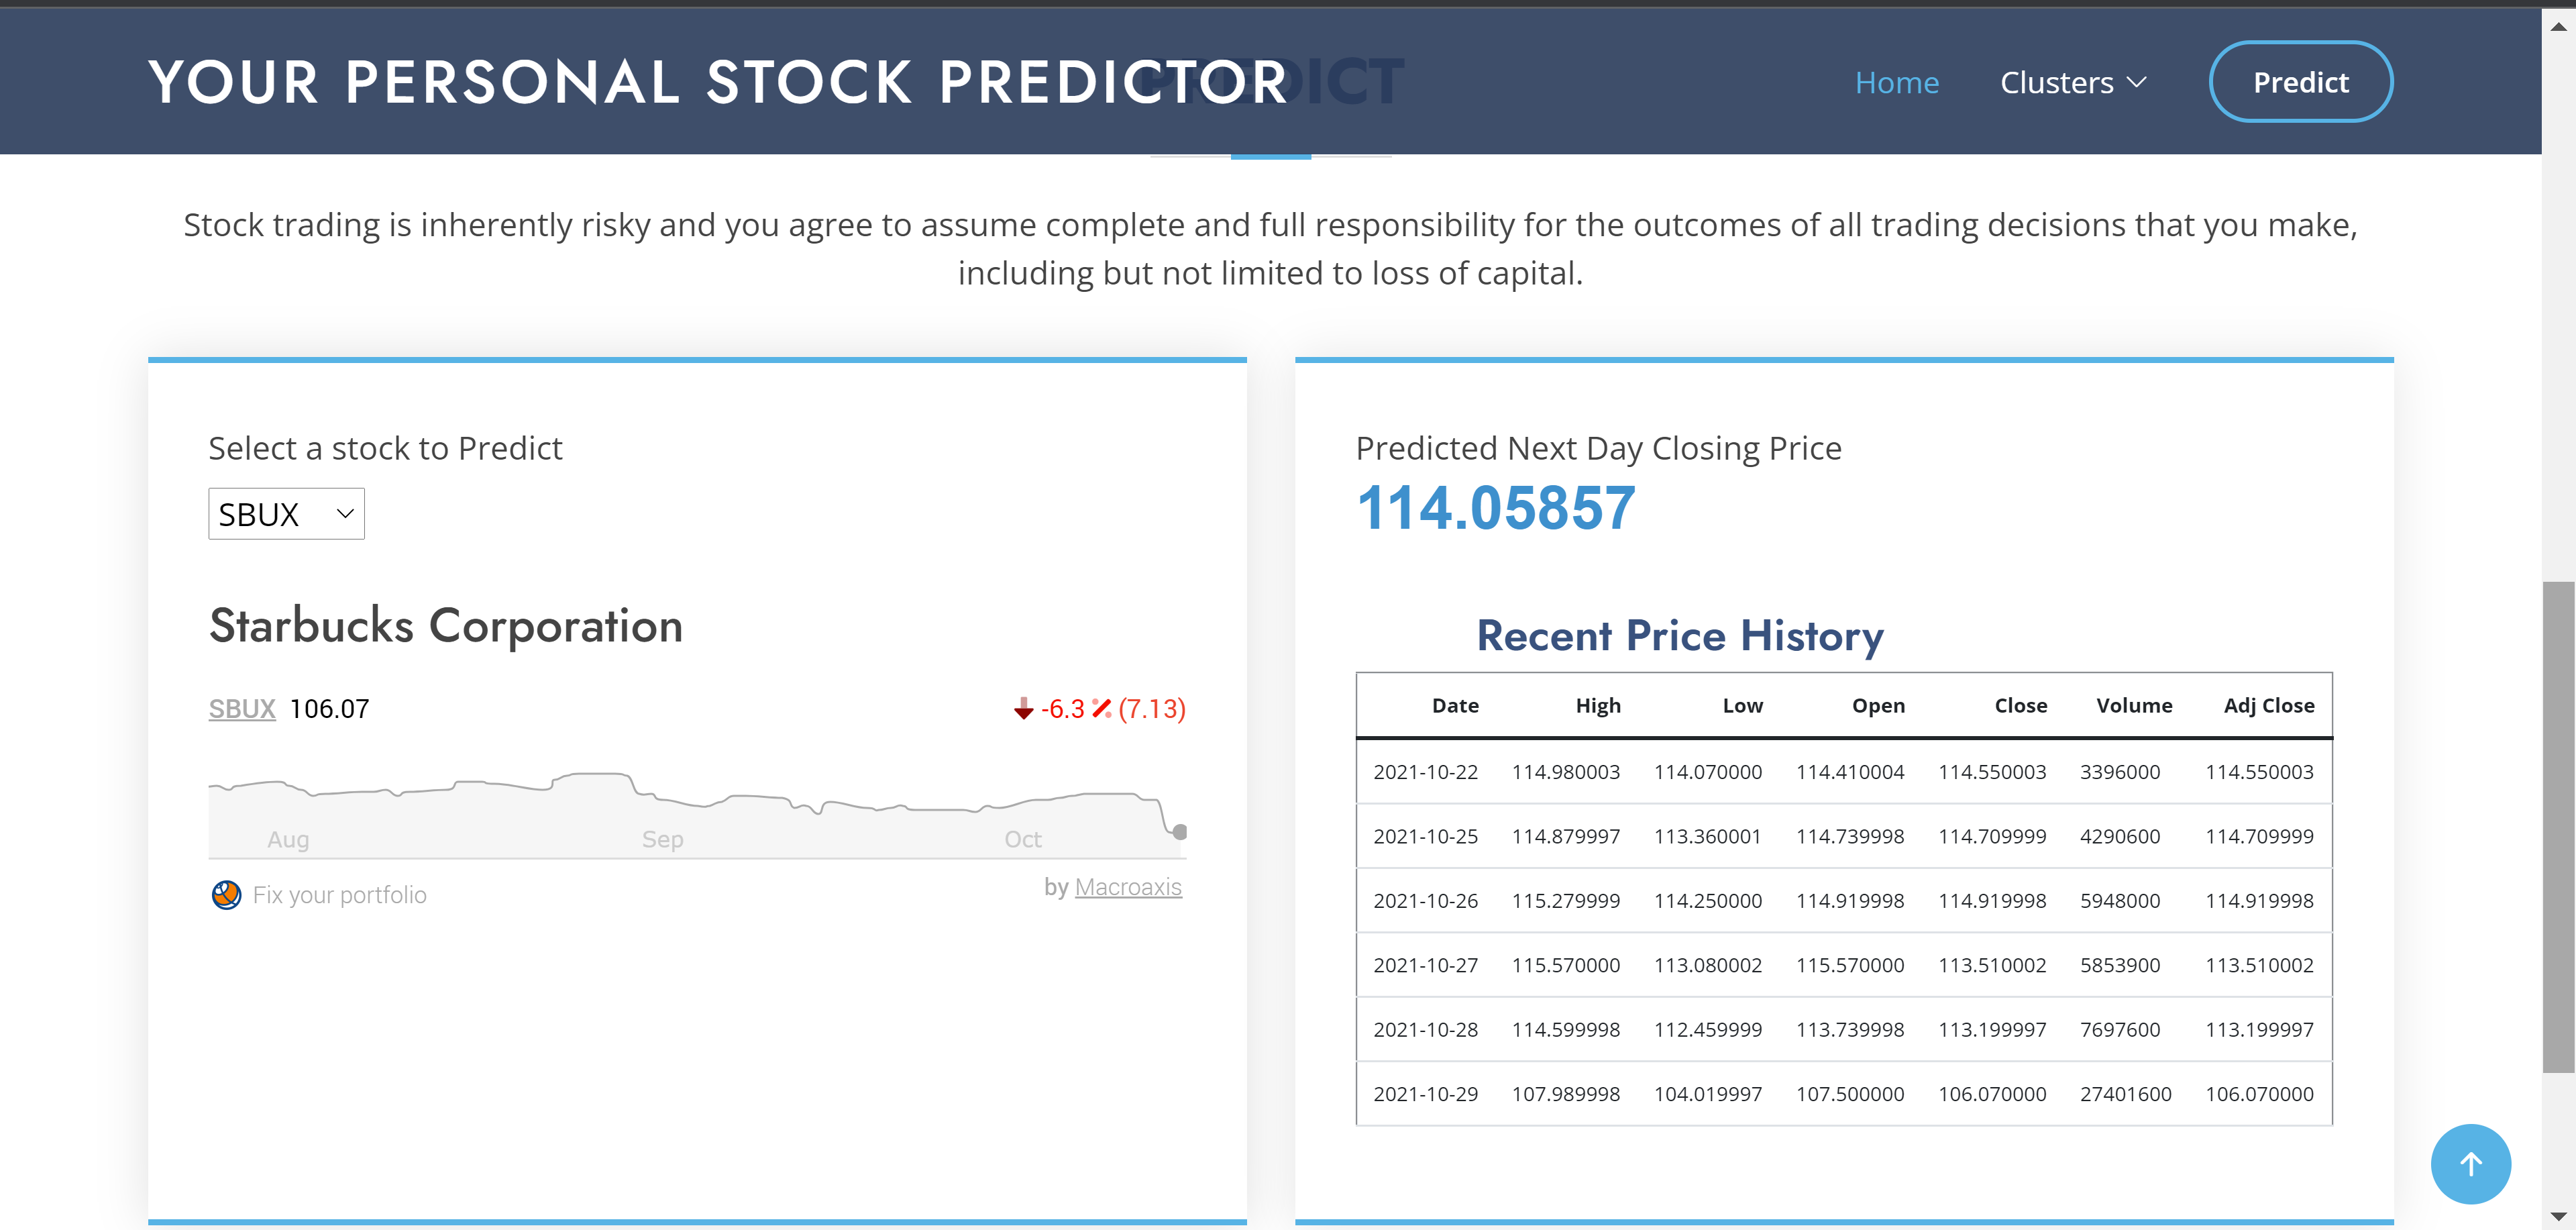 YOUR PERSONAL STOCK PREDICTOR
PREDICT
Home
Clusters
Predict
Stock trading is inherently risky and you agree to assume complete and full responsibility for the outcomes of all trading decisions that you make,
including but not limited to loss of capital.
Select a stock to Predict
SBUX
Starbucks Corporation
SBUX 106.07
-6.3 % (7.13)
Aug Sep Oct
Fix your portfolio
by Macroaxis
Predicted Next Day Closing Price
114.05857
Recent Price History
Date High Low Open Close Volume Adj Close
2021-10-22 114.980003 114.070000 114.410004 114.550003 3396000 114.550003
2021-10-25 114.879997 113.360001 114.739998 114.709999 4290600 114.709999
2021-10-26 115.279999 114.250000 114.919998 114.919998 5948000 114.919998
2021-10-27 115.570000 113.080002 115.570000 113.510002 5853900 113.510002
2021-10-28 114.599998 112.459999 113.739998 113.199997 7697600 113.199997
2021-10-29 107.989998 104.019997 107.500000 106.070000 27401600 106.070000